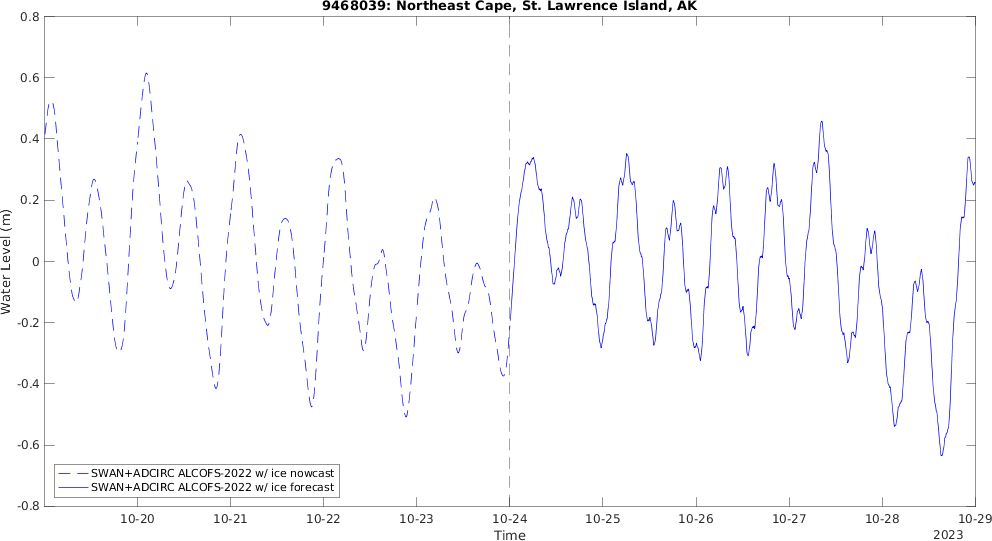 9468039: Northeast Cape, St. Lawrence Island, AK
0.8
0.6
0.4
0.2
0
-0.2
-0.4
-0.6
-0.8
Water Level (m)
SWAN+ADCIRC ALCOFS-2022 w/ ice nowcast
SWAN+ADCIRC ALCOFS-2022 w/ ice forecast
10-20 10-21 10-22 10-23 10-24 10-25 10-26 10-27 10-28 10-29
Time
2023